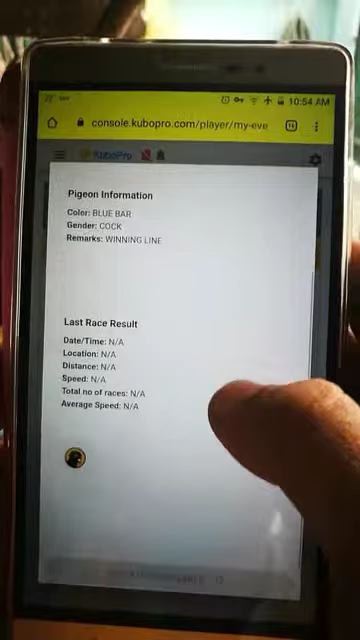 10:54 AM
console.kubopro.com/player/my-eve
KuboPro
Pigeon Information
Color: BLUE BAR
Gender: COCK
Remarks: WINNING LINE
Last Race Result
Date/Time: N/A
Location: N/A
Distance: N/A
Speed: N/A
Total no of races: N/A
Average Speed: N/A